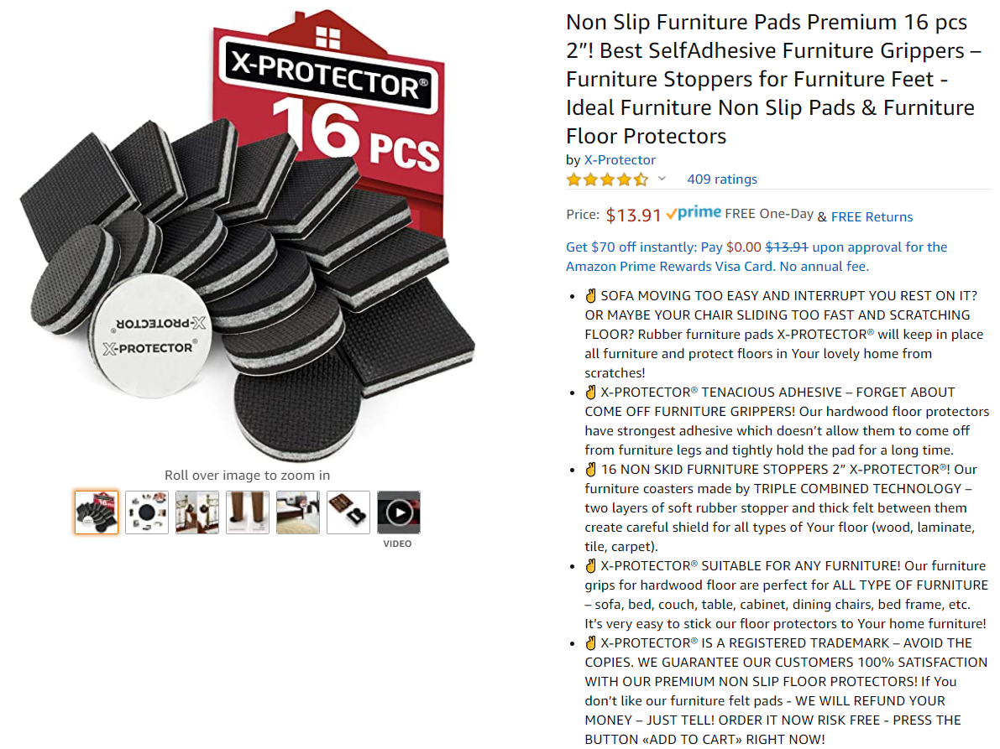 X-PROTECTOR®
16 PCS
X-PROTECTOR®
X-PROTECTOR®
Roll over image to zoom in
VIDEO
Non Slip Furniture Pads Premium 16 pcs
2”! Best SelfAdhesive Furniture Grippers –
Furniture Stoppers for Furniture Feet -
Ideal Furniture Non Slip Pads & Furniture
Floor Protectors
by X-Protector
409 ratings
Price: $13.91 prime FREE One-Day & FREE Returns
Get $70 off instantly: Pay $0.00 $13.91 upon approval for the
Amazon Prime Rewards Visa Card. No annual fee.
• ✌ SOFA MOVING TOO EASY AND INTERRUPT YOU REST ON IT?
OR MAYBE YOUR CHAIR SLIDING TOO FAST AND SCRATCHING
FLOOR? Rubber furniture pads X-PROTECTOR® will keep in place
all furniture and protect floors in Your lovely home from
scratches!
• ✌ X-PROTECTOR® TENACIOUS ADHESIVE – FORGET ABOUT
COME OFF FURNITURE GRIPPERS! Our hardwood floor protectors
have strongest adhesive which doesn’t allow them to come off
from furniture legs and tightly hold the pad for a long time.
• ✌ 16 NON SKID FURNITURE STOPPERS 2” X-PROTECTOR®! Our
furniture coasters made by TRIPLE COMBINED TECHNOLOGY –
two layers of soft rubber stopper and thick felt between them
create careful shield for all types of Your floor (wood, laminate,
tile, carpet).
• ✌ X-PROTECTOR® SUITABLE FOR ANY FURNITURE! Our furniture
grips for hardwood floor are perfect for ALL TYPE OF FURNITURE
– sofa, bed, couch, table, cabinet, dining chairs, bed frame, etc.
It’s very easy to stick our floor protectors to Your home furniture!
• ✌ X-PROTECTOR® IS A REGISTERED TRADEMARK – AVOID THE
COPIES. WE GUARANTEE OUR CUSTOMERS 100% SATISFACTION
WITH OUR PREMIUM NON SLIP FLOOR PROTECTORS! If You
don’t like our furniture felt pads - WE WILL REFUND YOUR
MONEY – JUST TELL! ORDER IT NOW RISK FREE - PRESS THE
BUTTON «ADD TO CART» RIGHT NOW!